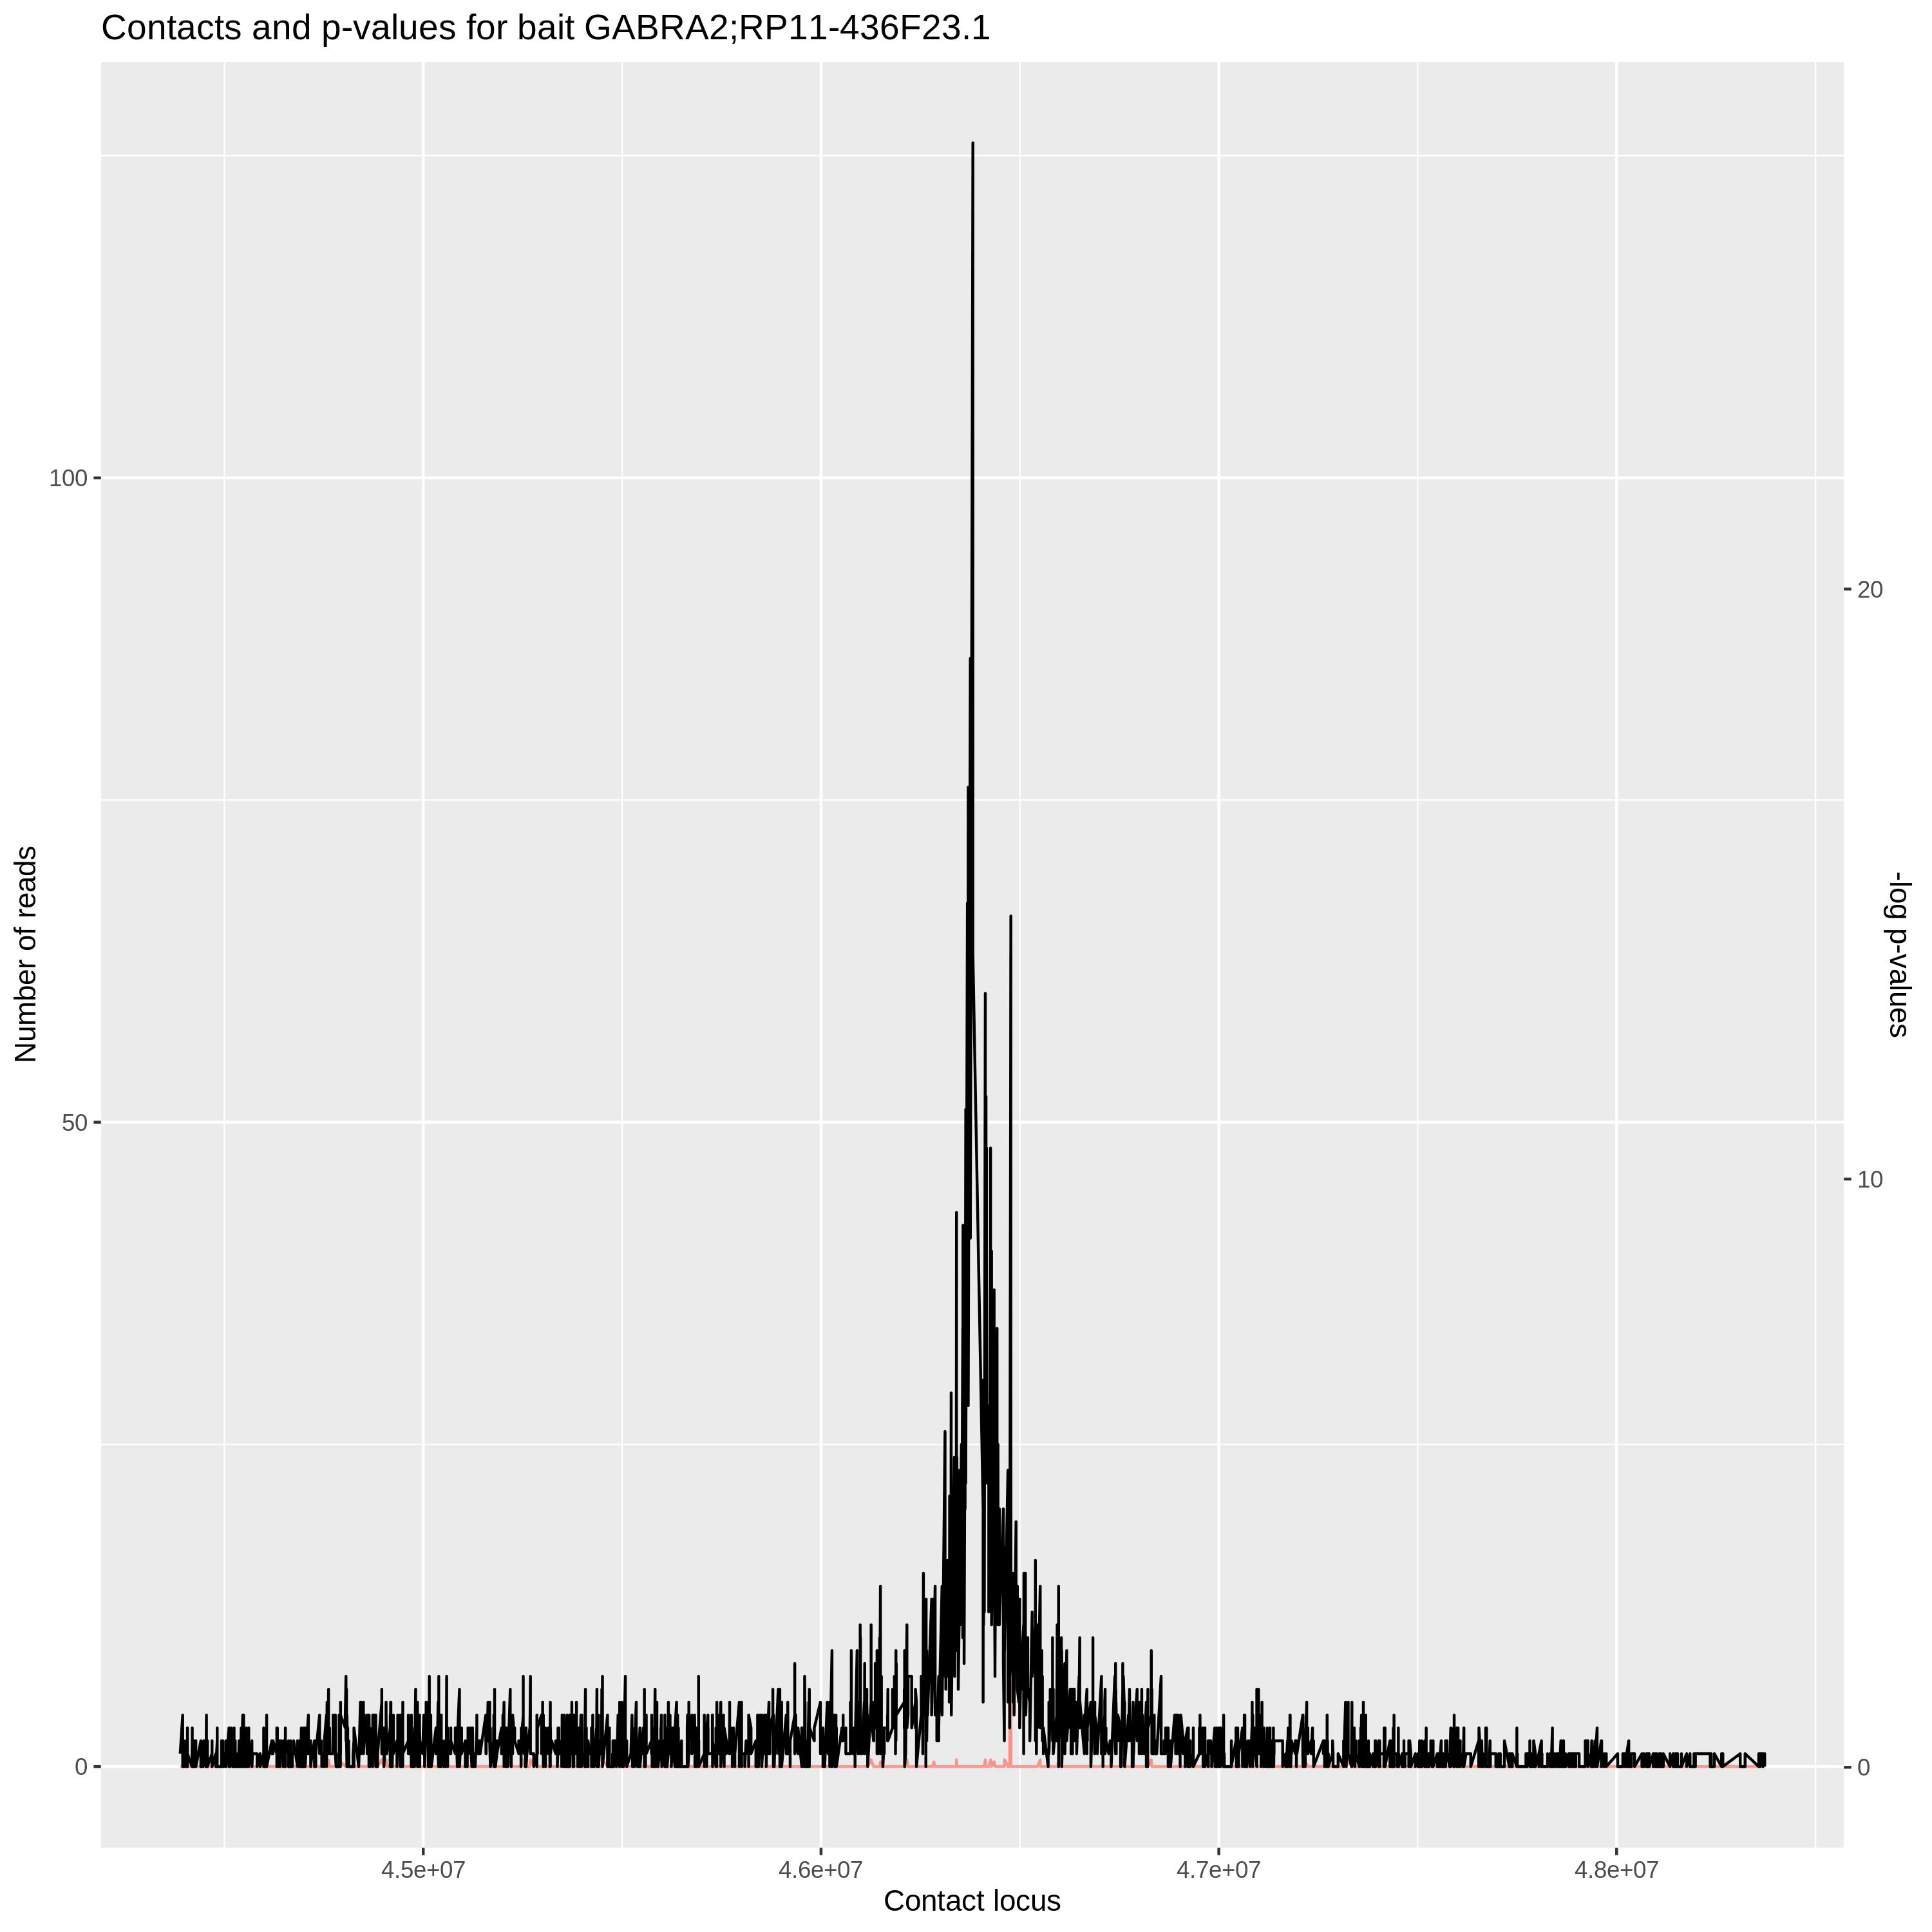 Contacts and p-values for bait GABRA2;RP11-436F23.1
100
50
0
Number of reads
20
10
0
-log p-values
4.5e+07
4.6e+07
4.7e+07
4.8e+07
Contact locus